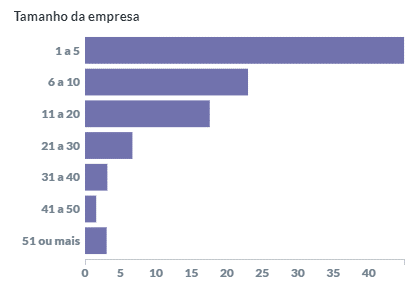 Tamanho da empresa
1 a 5
6 a 10
11 a 20
21 a 30
31 a 40
41 a 50
51 ou mais
0 5 10 15 20 25 30 35 40